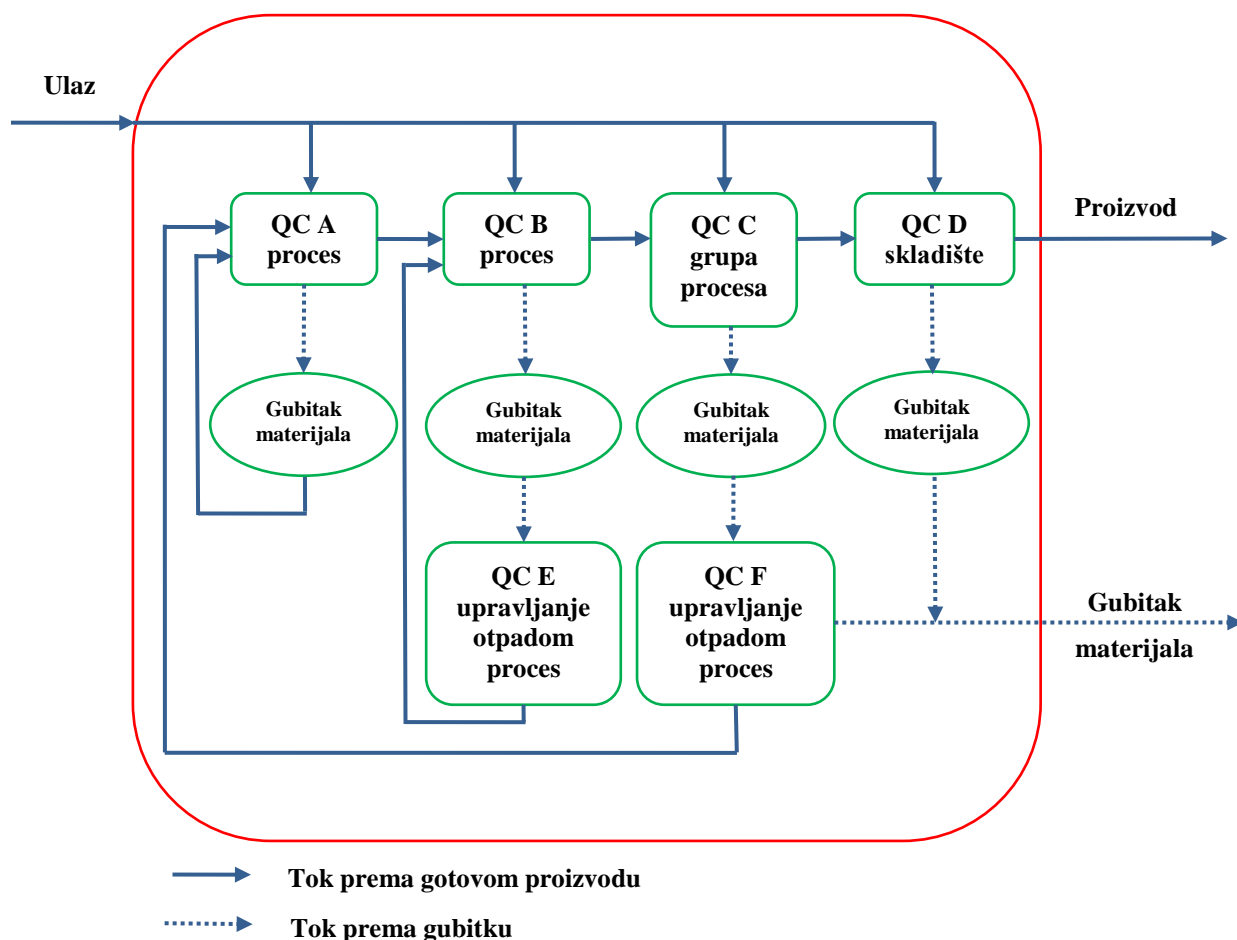 Ulaz
QC A
proces
QC B
proces
QC C
grupa
procesa
QC D
skladište
Proizvod
Gubitak
materijala
Gubitak
materijala
Gubitak
materijala
Gubitak
materijala
QC E
upravljanje
otpadom
proces
QC F
upravljanje
otpadom
proces
Gubitak
materijala
Tok prema gotovom proizvodu
Tok prema gubitku